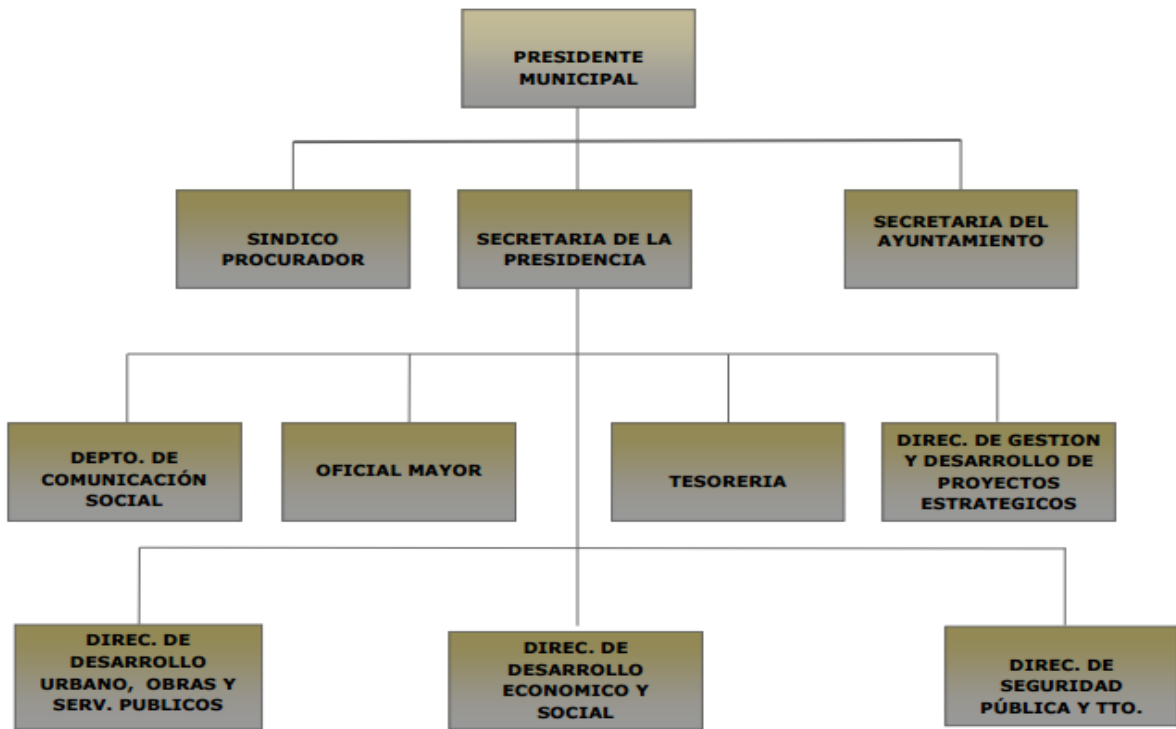 PRESIDENTE
MUNICIPAL
SINDICO
PROCURADOR
SECRETARIA DE LA
PRESIDENCIA
SECRETARIA DEL
AYUNTAMIENTO
DEPTO. DE
COMUNICACIÓN
SOCIAL
OFICIAL MAYOR
TESORERIA
DIREC. DE GESTION
Y DESARROLLO DE
PROYECTOS
ESTRATEGICOS
DIREC. DE
DESARROLLO
URBANO, OBRAS Y
SERV. PUBLICOS
DIREC. DE
DESARROLLO
ECONOMICO Y
SOCIAL
DIREC. DE
SEGURIDAD
PÚBLICA Y TTO.